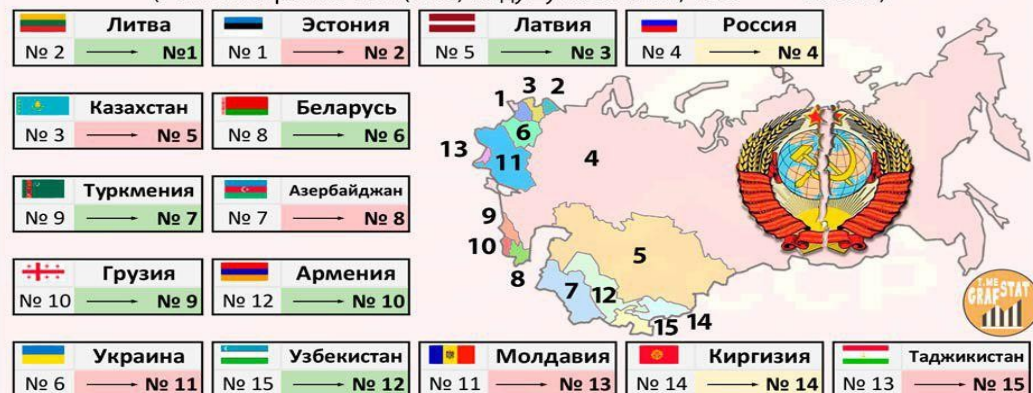 Литва Эстония Латвия Россия
№ 2 → №1 № 1 → № 2 № 5 → № 3 № 4 → № 4
3 2
1
Казахстан Беларусь
№ 3 → № 5 № 8 → № 6
6
13 11 4
Туркмения Азербайджан
№ 9 → № 7 № 7 → № 8
9
10 5
8
Грузия Армения
№ 10 → № 9 № 12 → № 10
7 12
15 14
T.ME
GRAFSTAT
Украина Узбекистан Молдавия Киргизия Таджикистан
№ 6 → № 11 № 15 → № 12 № 11 → № 13 № 14 → № 14 № 13 → № 15